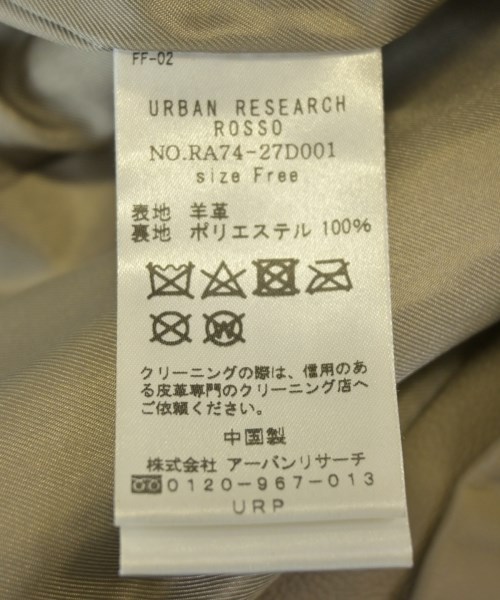 FF-02
URBAN RESEARCH
ROSSO
NO.RA74-27D001
size Free
表地 羊革
裏地 ポリエステル 100%
W
クリーニングの際は、信用のあ
る皮革専門のクリーニング店へ
ご依頼ください。
中国製
株式会社 アーバンリサーチ
0120-967-013
URP